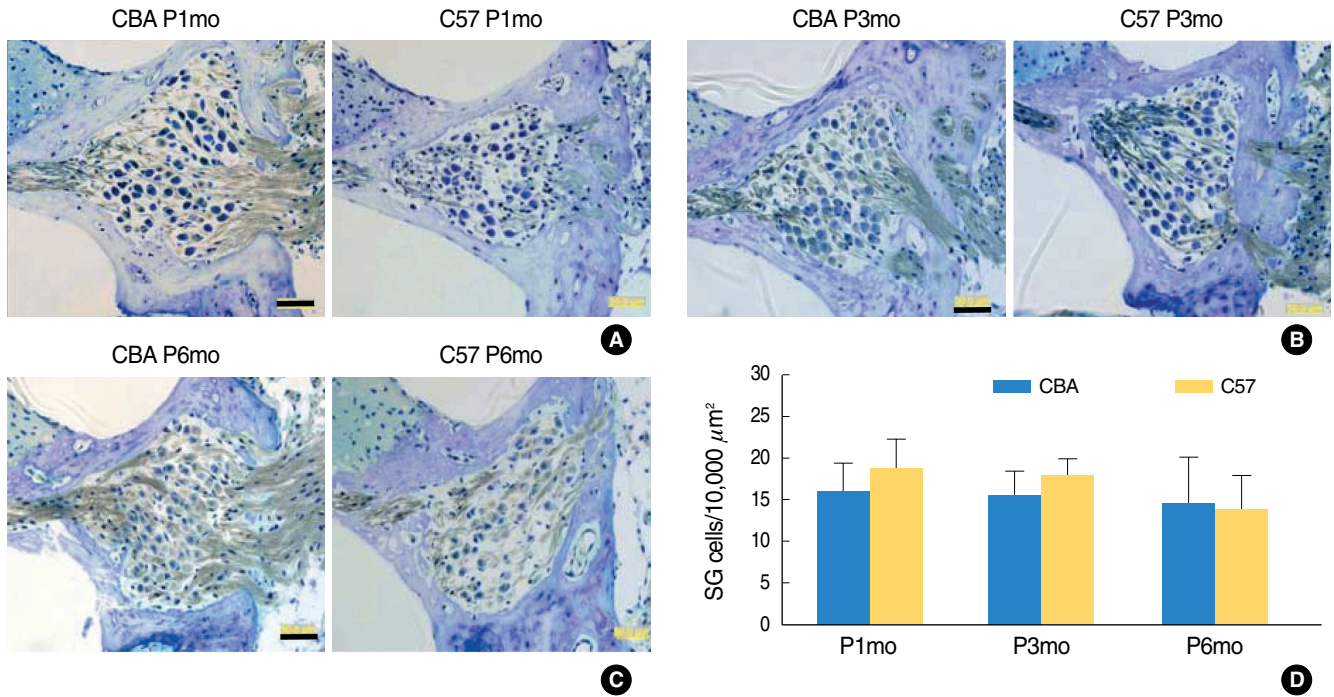 CBA P1mo
C57 P1mo
CBA P3mo
C57 P3mo
A
B
CBA P6mo
C57 P6mo
C
30
25
20
15
10
5
0
SG cells/10,000 μm²
CBA
C57
P1mo
P3mo
P6mo
D